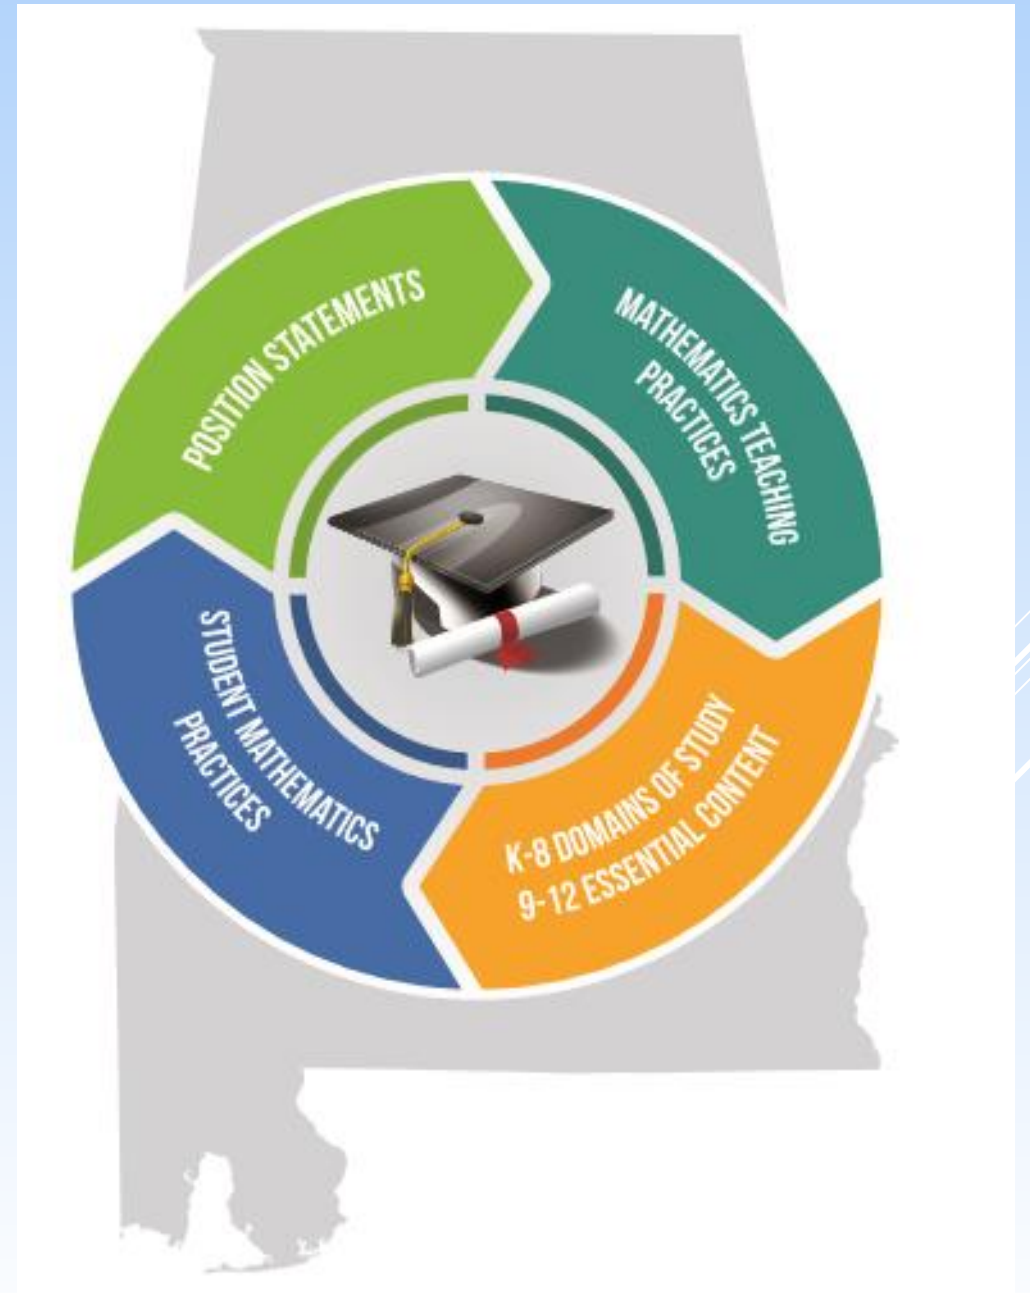 POSITION STATEMENTS
MATHEMATICS TEACHING
PRACTICES
K-8 DOMAINS OF STUDY
9-12 ESSENTIAL CONTENT
STUDENT MATHEMATICS
PRACTICES